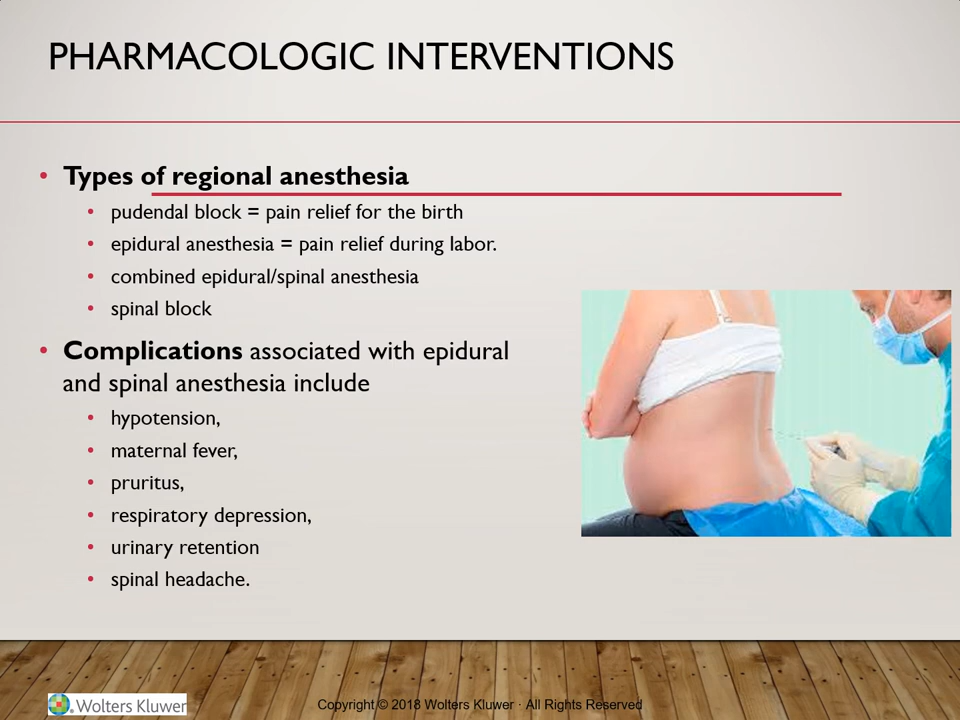 PHARMACOLOGIC INTERVENTIONS
• Types of regional anesthesia
• pudendal block = pain relief for the birth
• epidural anesthesia = pain relief during labor.
• combined epidural/spinal anesthesia
• spinal block
• Complications associated with epidural
and spinal anesthesia include
• hypotension,
• maternal fever,
• pruritus,
• respiratory depression,
• urinary retention
• spinal headache.
Wolters Kluwer
Copyright © 2018 Wolters Kluwer · All Rights Reserved